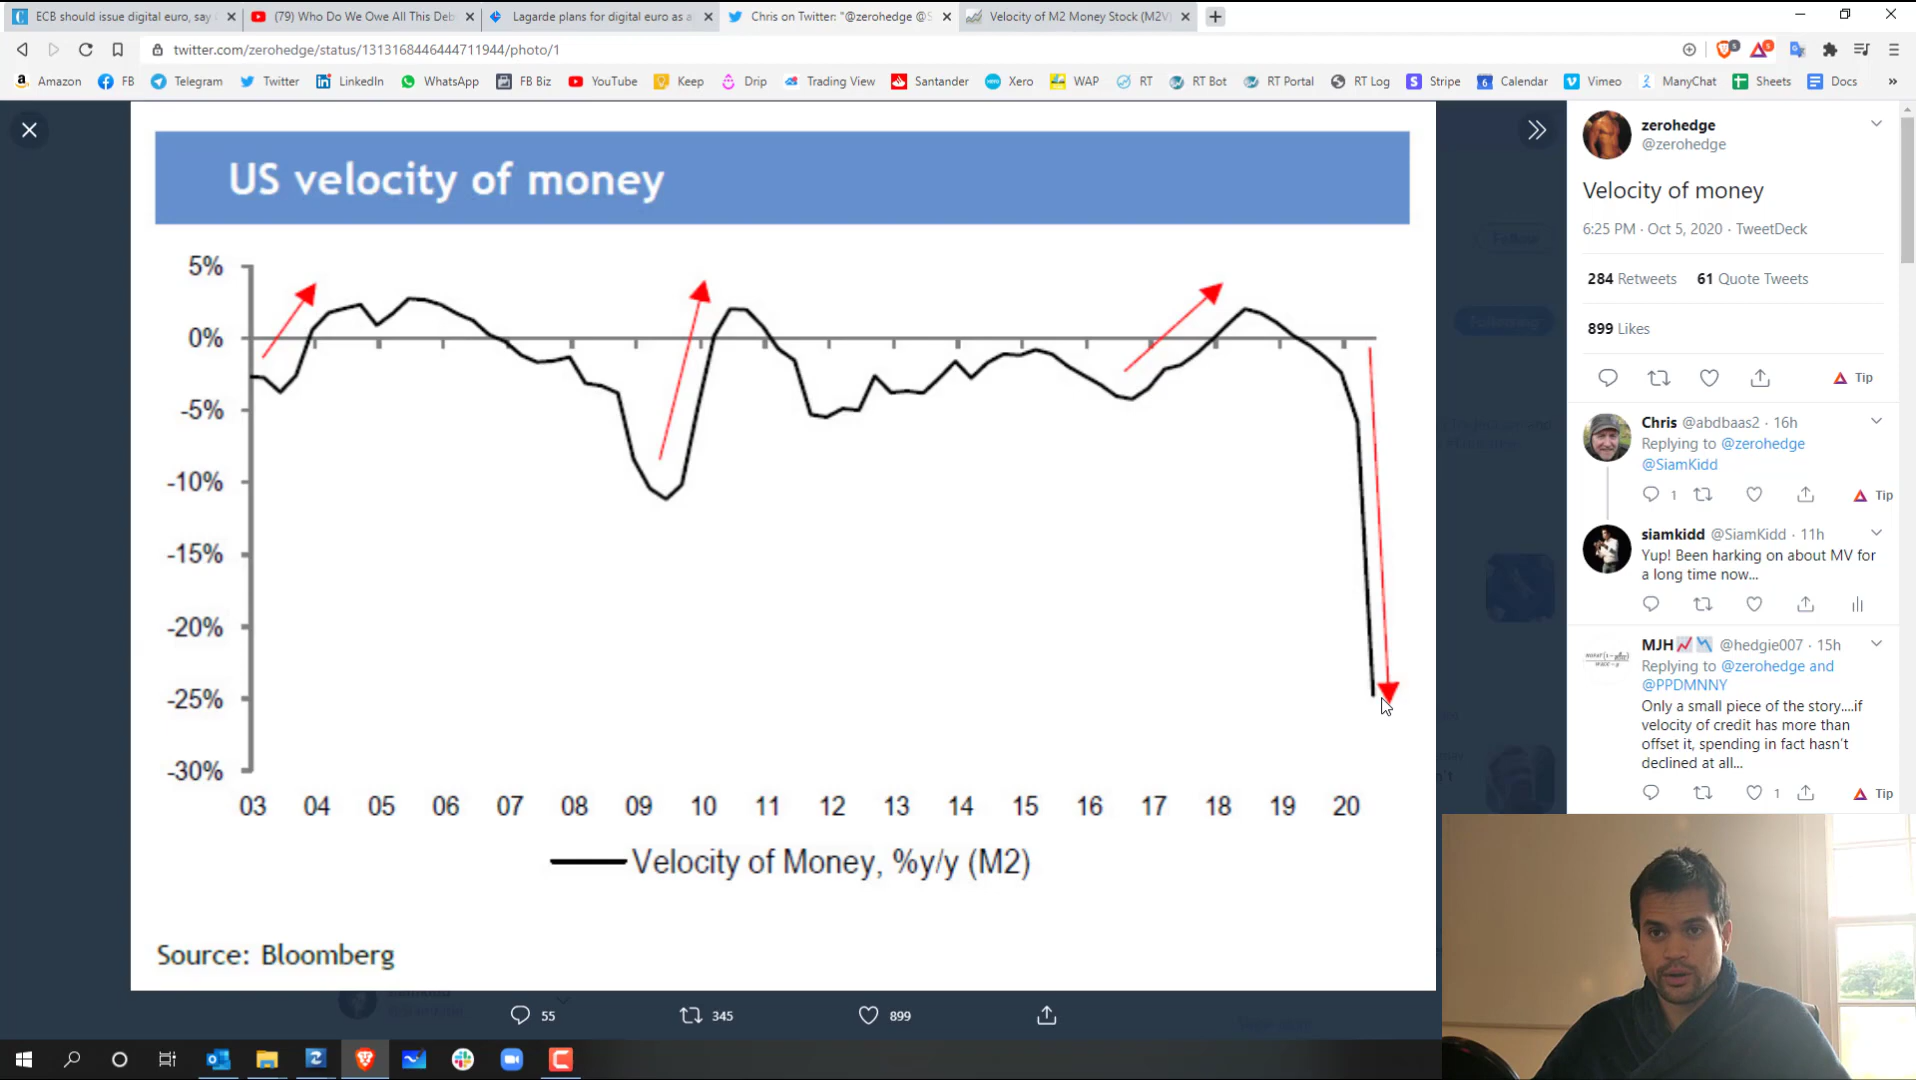 ECB should issue digital euro, say
(79) Who Do We Owe All This Deb
Lagarde plans for digital euro as a
Chris on Twitter: "@zerohedge @S
Velocity of M2 Money Stock (M2V)
twitter.com/zerohedge/status/1313168446444711944/photo/1
Amazon FB Telegram Twitter LinkedIn WhatsApp FB Biz YouTube Keep Drip Trading View Santander Xero WAP RT RT Bot RT Portal RT Log Stripe Calendar Vimeo ManyChat Sheets Docs
US velocity of money
5%
0%
-5%
-10%
-15%
-20%
-25%
-30%
03 04 05 06 07 08 09 10 11 12 13 14 15 16 17 18 19 20
Velocity of Money, %y/y (M2)
Source: Bloomberg
55 345 899
zerohedge
@zerohedge
Velocity of money
6:25 PM · Oct 5, 2020 · TweetDeck
284 Retweets 61 Quote Tweets
899 Likes
Tip
Chris @abdbaas2 · 16h
Replying to @zerohedge
@SiamKidd
1 Tip
siamkidd @SiamKidd · 11h
Yup! Been harking on about MV for
a long time now...
MJH @hedgie007 · 15h
Replying to @zerohedge and
@PPDMNNY
Only a small piece of the story....if
velocity of credit has more than
offset it, spending in fact hasn't
declined at all...
1 Tip